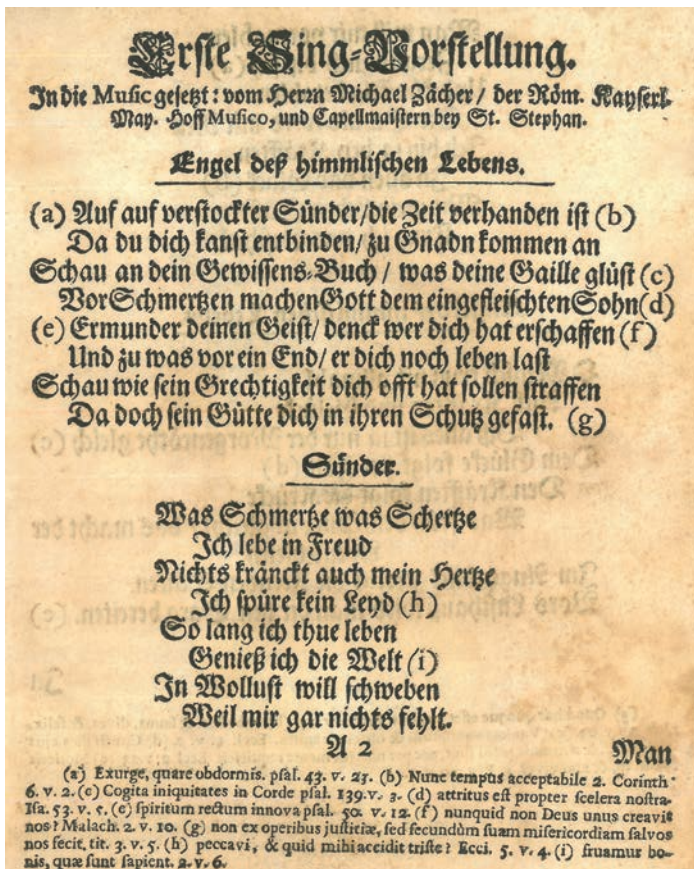 Erste Sing-Vorstellung.
In die Music gesetzt: vom Herrn Michael Zächer/ der Röm. Kayserl.
May. Hoff Musico, und Capellmaistern bey St. Stephan.
Engel deß himmlischen Lebens.
(a) Auf auf verstockter Sünder/die Zeit verhanden ist (b)
Da du dich kanst entbinden/ zu Gnadn kommen an
Schau an dein Gewissens-Buch / was deine Gaille glüst (c)
Vor Schmertzen machen Gott dem eingefleischten Sohn(d)
(e) Ermunder deinen Geist/ denck wer dich hat erschaffen (f)
Und zu was vor ein End/ er dich noch leben last
Schau wie sein Grechtigkeit dich offt hat sollen straffen
Da doch sein Gütte dich in ihren Schutz gefast. (g)
Sünder.
Was Schmertze was Schertze
Ich lebe in Freud
Nichts kränckt auch mein Hertze
Ich spüre kein Leyd (h)
So lang ich thue leben
Genieß ich die Welt (i)
In Wollust will schweben
Weil mir gar nichts fehlt.
A 2 Man
(a) Exurge, quare obdormis. psal. 43. v. 23. (b) Nunc tempus acceptabile 2. Corinth
6. v. 2. (c) Cogita iniquitates in Corde psal. 139. v. 3. (d) attritus est propter scelera nostra.
Isa. 53. v. 5. (e) spiritum rectum innova psal. 50. v. 12. (f) nunquid non Deus unus creavit
nos? Malach. 2. v. 10. (g) non ex operibus justitiæ, sed secundùm suam misericordiam salvos
nos fecit. tit. 3. v. 5. (h) peccavi, & quid mihi accidit triste? Ecci. 5. v. 4. (i) fruamur bo-
nis, quæ sunt sapient. 2. v. 6.